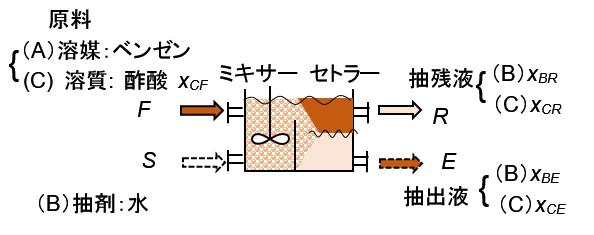 原料
(A)溶媒:ベンゼン
(C) 溶質: 酢酸 xCF
ミキサー セトラー
F
S
(B)抽剤:水
抽残液
(B)xBR
(C)xCR
R
E
抽出液
(B)xBE
(C)xCE